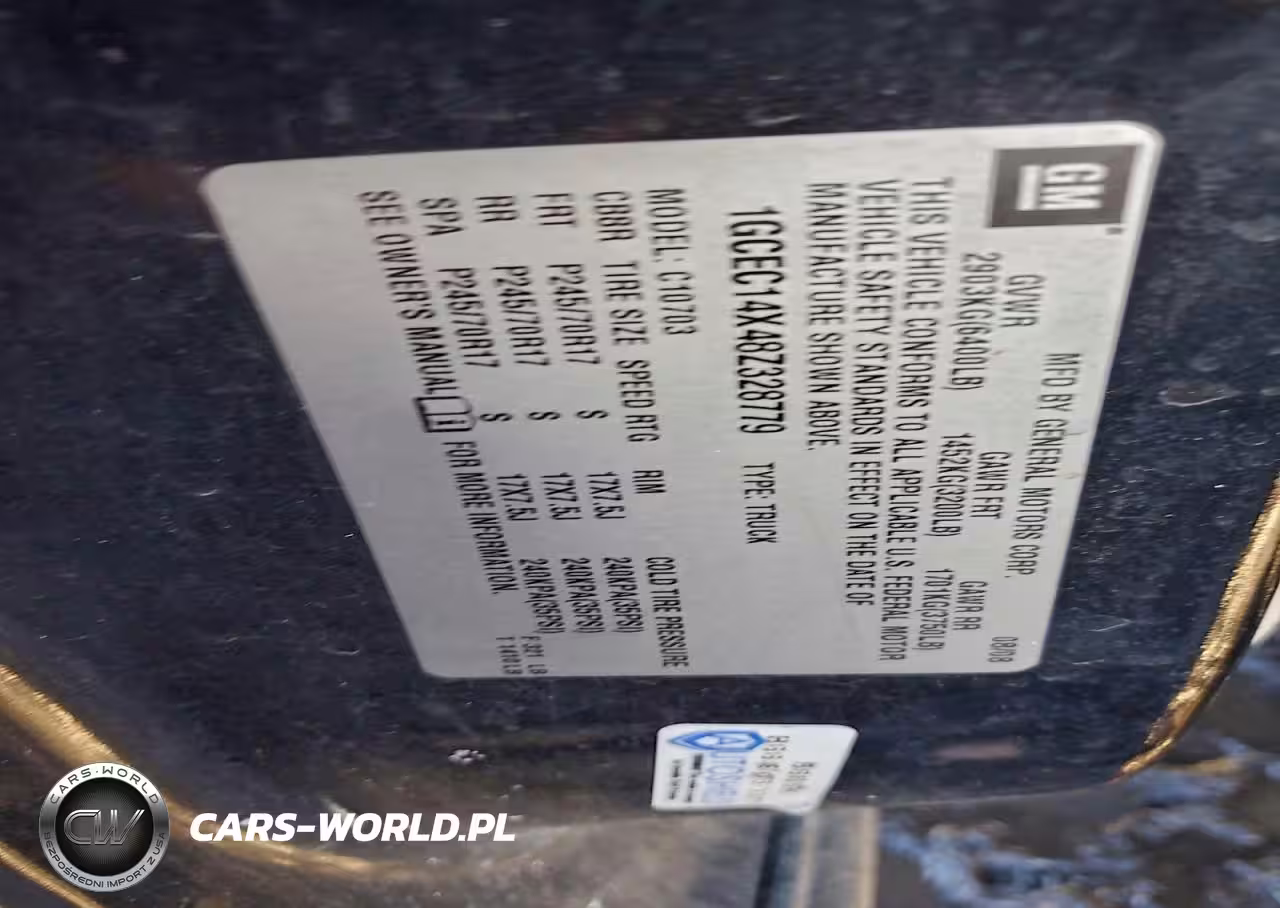 GM
MFD BY GENERAL MOTORS CORP. 08/08
GVWR GAWR FRT GAWR RR
2903KG(6400LB) 1452KG(3200LB) 1701KG(3750LB)
THIS VEHICLE CONFORMS TO ALL APPLICABLE U.S. FEDERAL MOTOR
VEHICLE SAFETY STANDARDS IN EFFECT ON THE DATE OF
MANUFACTURE SHOWN ABOVE.
1GCEC14X48Z328779 TYPE: TRUCK
MODEL: C10703
TIRE SIZE SPEED RTG RIM COLD TIRE PRESSURE
FRT P245/70R17 S 17X7.5J 240KPA(35PSI)
RR P245/70R17 S 17X7.5J 240KPA(35PSI)
SPA P245/70R17 S 17X7.5J 240KPA(35PSI)
SEE OWNER'S MANUAL FOR MORE INFORMATION.
CARS-WORLD
CW
BEZPOŚREDNI IMPORT Z USA
CARS-WORLD.PL